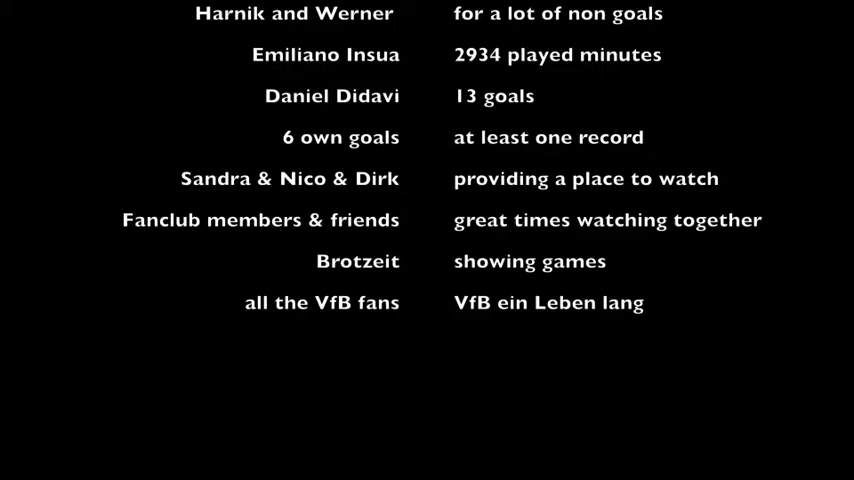 Harnik and Werner for a lot of non goals
Emiliano Insua 2934 played minutes
Daniel Didavi 13 goals
6 own goals at least one record
Sandra & Nico & Dirk providing a place to watch
Fanclub members & friends great times watching together
Brotzeit showing games
all the VfB fans VfB ein Leben lang